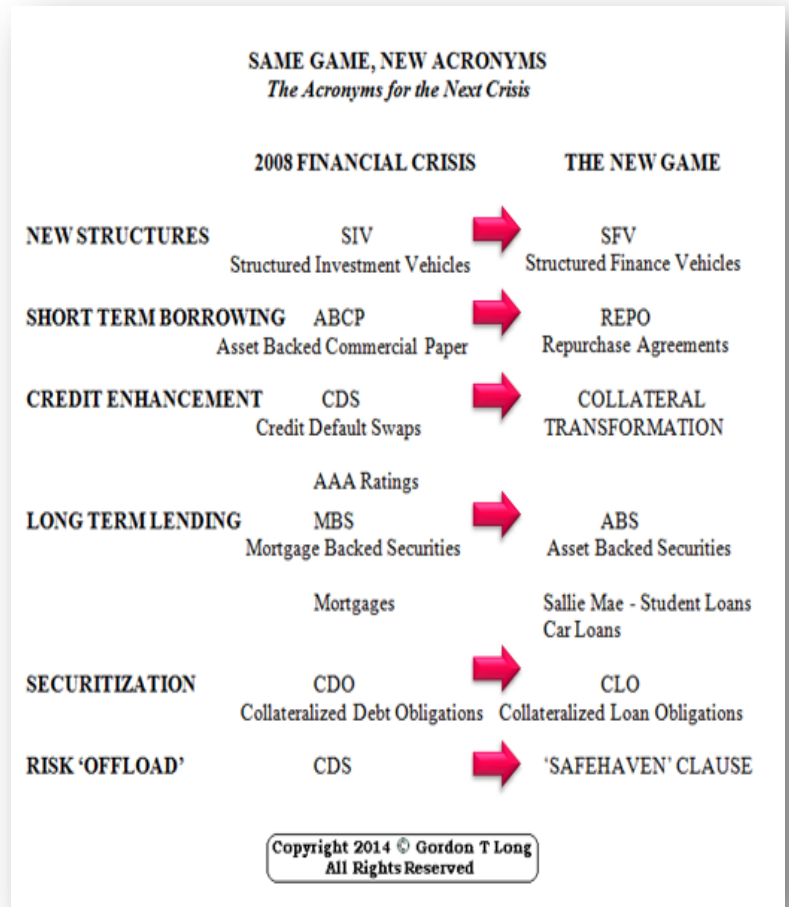 SAME GAME, NEW ACRONYMS
The Acronyms for the Next Crisis
2008 FINANCIAL CRISIS THE NEW GAME
NEW STRUCTURES SIV SFV
Structured Investment Vehicles Structured Finance Vehicles
SHORT TERM BORROWING ABCP REPO
Asset Backed Commercial Paper Repurchase Agreements
CREDIT ENHANCEMENT CDS COLLATERAL
Credit Default Swaps TRANSFORMATION
AAA Ratings
LONG TERM LENDING MBS ABS
Mortgage Backed Securities Asset Backed Securities
Mortgages Sallie Mae - Student Loans
Car Loans
SECURITIZATION CDO CLO
Collateralized Debt Obligations Collateralized Loan Obligations
RISK ‘OFFLOAD’ CDS ‘SAFEHAVEN’ CLAUSE
Copyright 2014 © Gordon T Long
All Rights Reserved